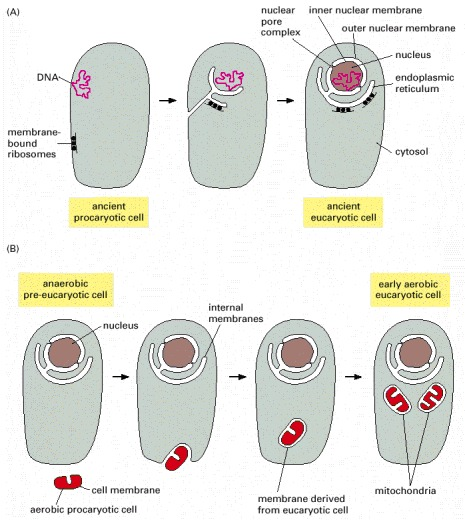 (A)
nuclear
pore
complex
inner nuclear membrane
outer nuclear membrane
nucleus
DNA
endoplasmic
reticulum
membrane-
bound
ribosomes
cytosol
ancient
procaryotic cell
ancient
eucaryotic cell
(B)
anaerobic
pre-eucaryotic cell
early aerobic
eucaryotic cell
nucleus
internal
membranes
cell membrane
aerobic procaryotic cell
membrane derived
from eucaryotic cell
mitochondria